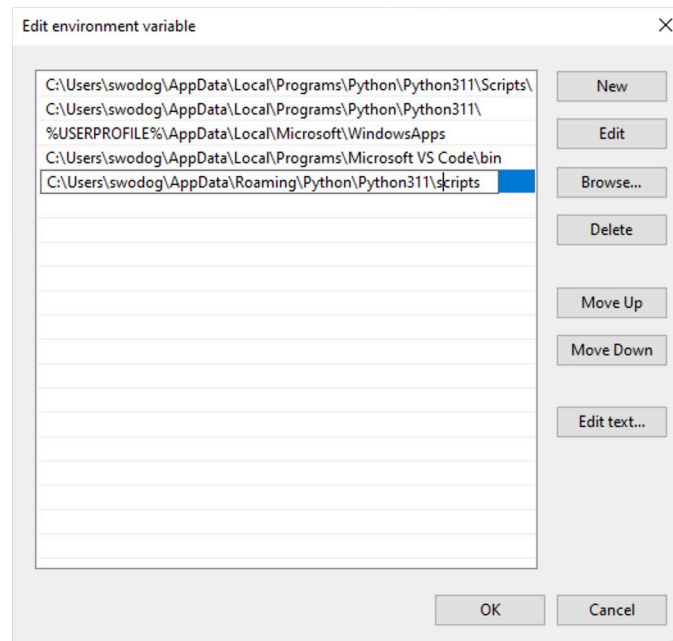 Edit environment variable
C:\Users\swodog\AppData\Local\Programs\Python\Python311\Scripts\
C:\Users\swodog\AppData\Local\Programs\Python\Python311\
%USERPROFILE%\AppData\Local\Microsoft\WindowsApps
C:\Users\swodog\AppData\Local\Programs\Microsoft VS Code\bin
C:\Users\swodog\AppData\Roaming\Python\Python311\scripts
New
Edit
Browse...
Delete
Move Up
Move Down
Edit text...
OK
Cancel